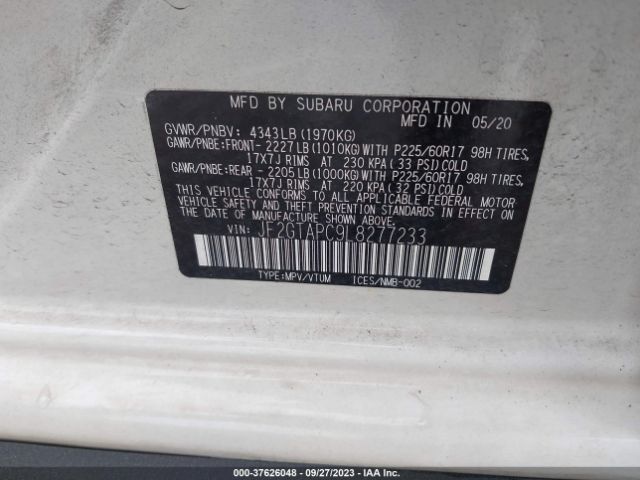 MFD BY SUBARU CORPORATION
MFD IN 05/20
GVWR/PNBV: 4343LB(1970KG)
GAWR/PNBE:FRONT- 2227LB(1010KG)WITH P225/60R17 98H TIRES,
17X7J RIMS AT 230 KPA(33 PSI)COLD
GAWR/PNBE:REAR - 2205LB(1000KG)WITH P225/60R17 98H TIRES,
17X7J RIMS AT 220 KPA(32 PSI)COLD
THIS VEHICLE CONFORMS TO ALL APPLICABLE FEDERAL MOTOR
VEHICLE SAFETY AND THEFT PREVENTION STANDARDS IN EFFECT
ON THE DATE OF MANUFACTURE SHOWN ABOVE.
VIN: JF2GTAPC9L8277233
TYPE:MPV/VTUM ICES/NMB-002
000-37626048 - 09/27/2023 - IAAI.COM